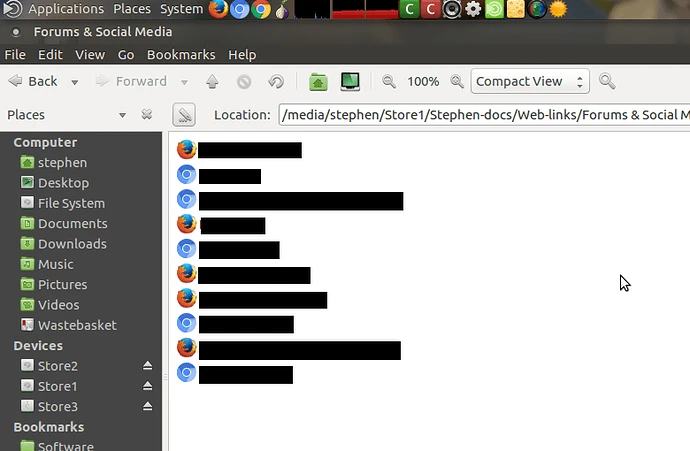 Applications Places System
C C
Forums & Social Media
File Edit View Go Bookmarks Help
Back Forward 100% Compact View
Places Location: /media/stephen/Store1/Stephen-docs/Web-links/Forums & Social M
Computer
stephen
Desktop
File System
Documents
Downloads
Music
Pictures
Videos
Wastebasket
Devices
Store2
Store1
Store3
Bookmarks
Software